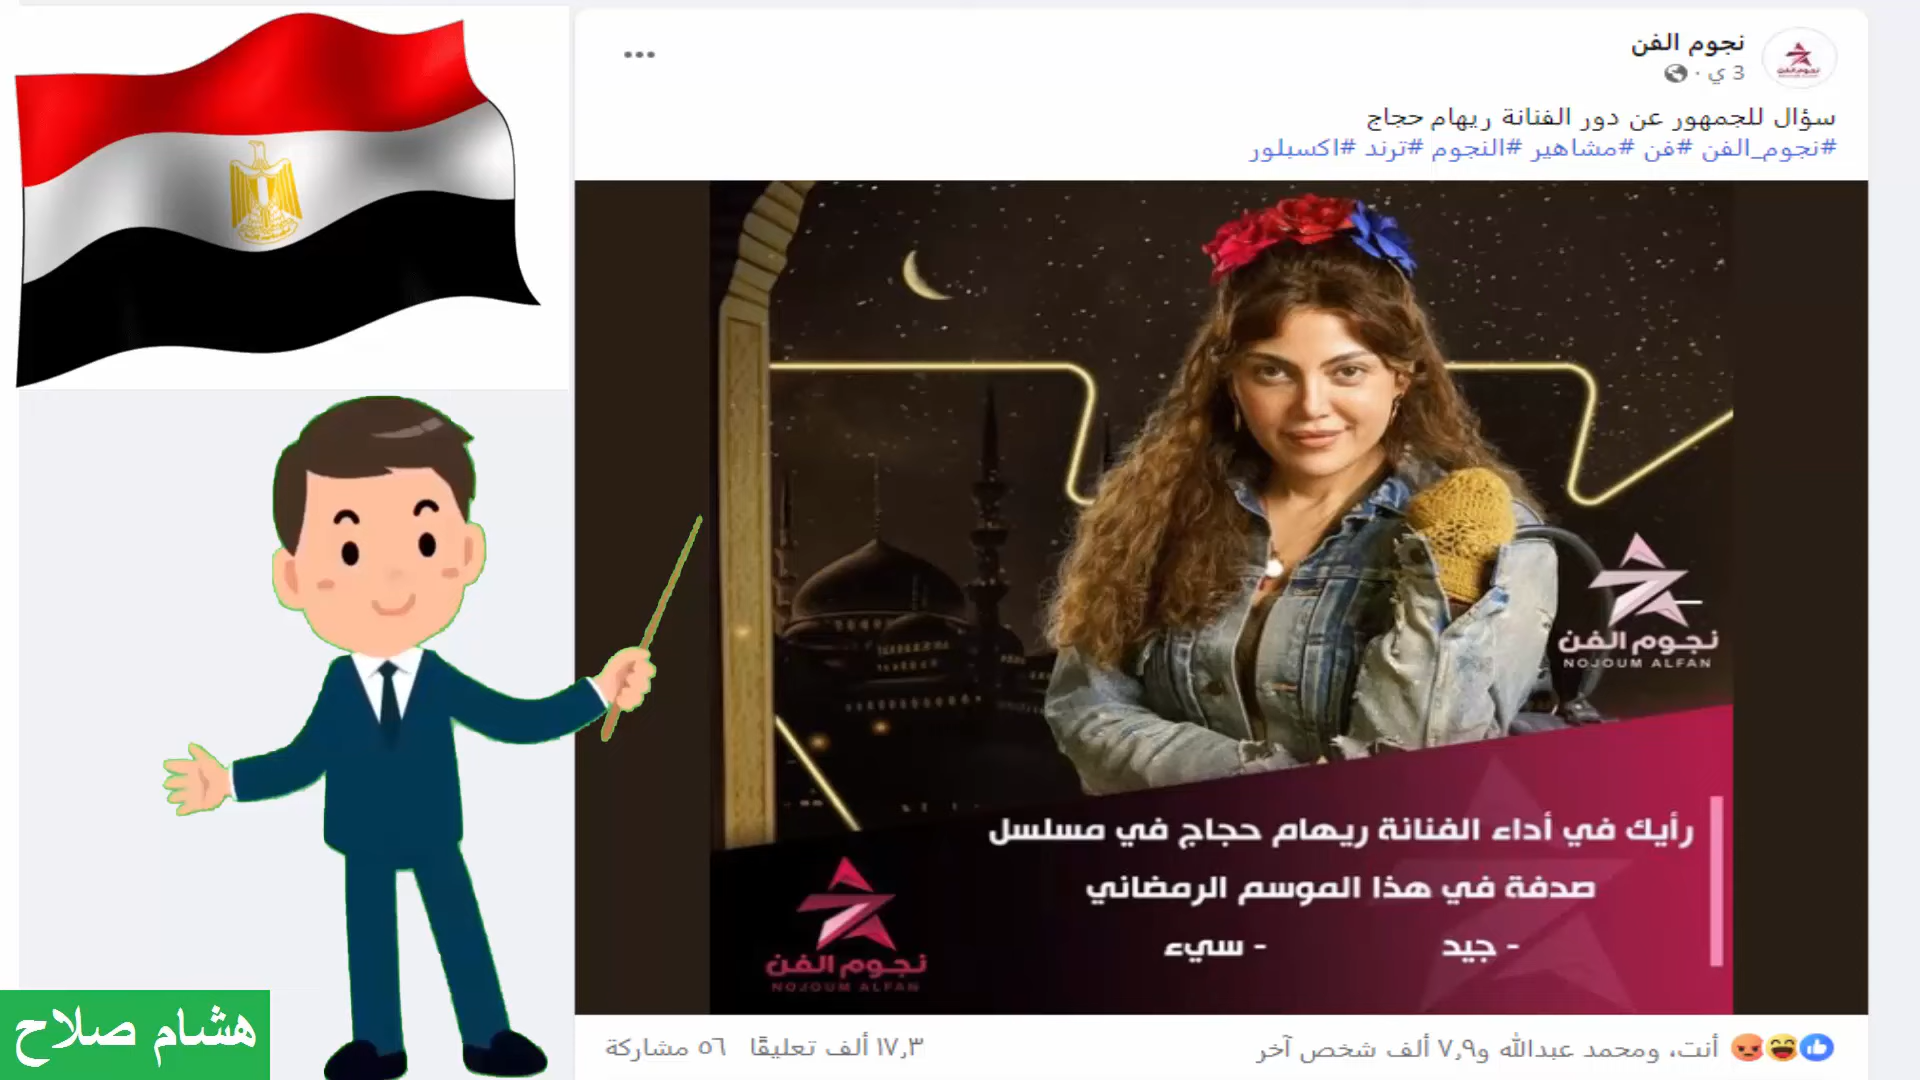 نجوم الفن
3 ي ·
سؤال للجمهور عن دور الفنانة ريهام حجاج
#نجوم_الفن #فن #مشاهير #النجوم #ترند #اكسبلور
نجوم الفن
NOJOUM ALFAN
رأيك في أداء الفنانة ريهام حجاج في مسلسل
صدفة في هذا الموسم الرمضاني
- جيد - سيء
نجوم الفن
NOJOUM ALFAN
هشام صلاح
أنت، ومحمد عبدالله و٧٫٩ ألف شخص آخر ١٧٫٣ ألف تعليقًا ٥٦ مشاركة